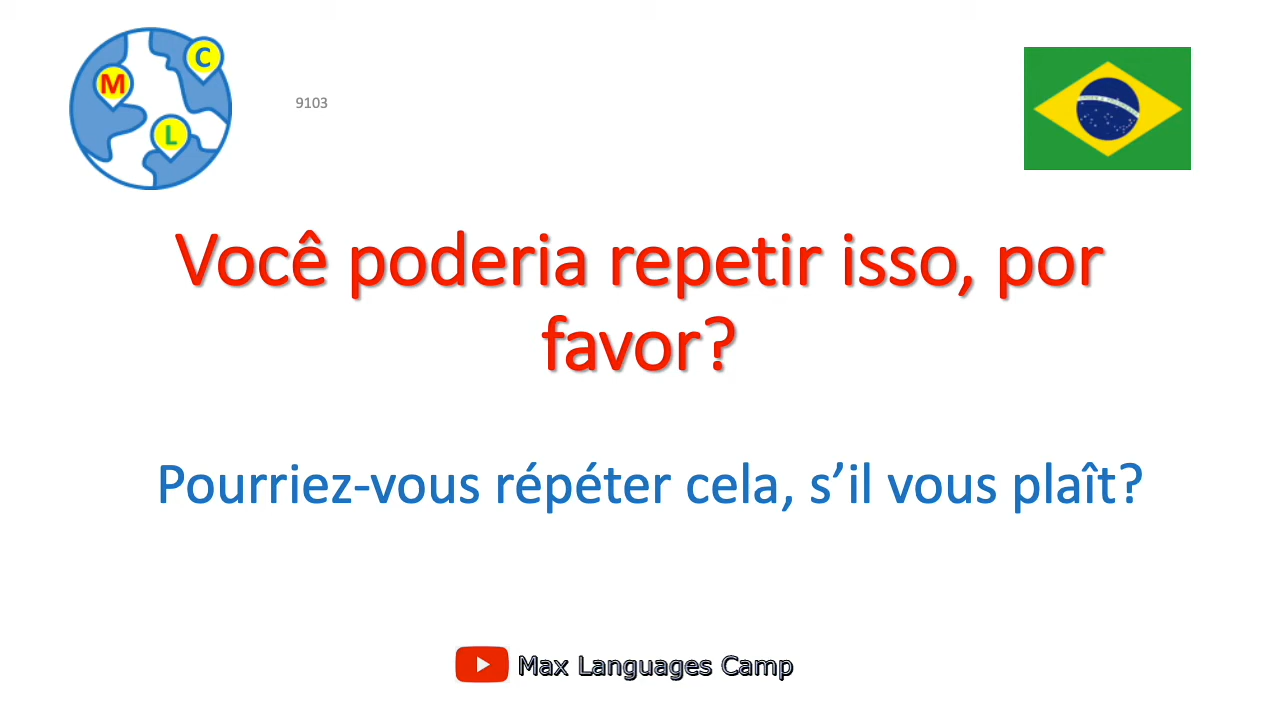 M
C
L
9103
Você poderia repetir isso, por
favor?
Pourriez-vous répéter cela, s’il vous plaît?
Max Languages Camp